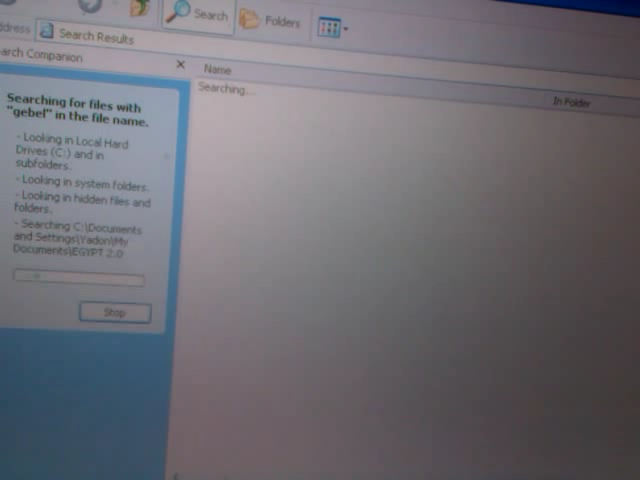 Search
Folders
Address
Search Results
arch Companion
Name
In Folder
Searching...
Searching for files with
"gebel" in the file name.
- Looking in Local Hard
Drives (C:) and in
subfolders.
- Looking in system folders.
- Looking in hidden files and
folders.
- Searching C:\Documents
and Settings\Yadon\My
Documents\EGYPT 2.0
Stop